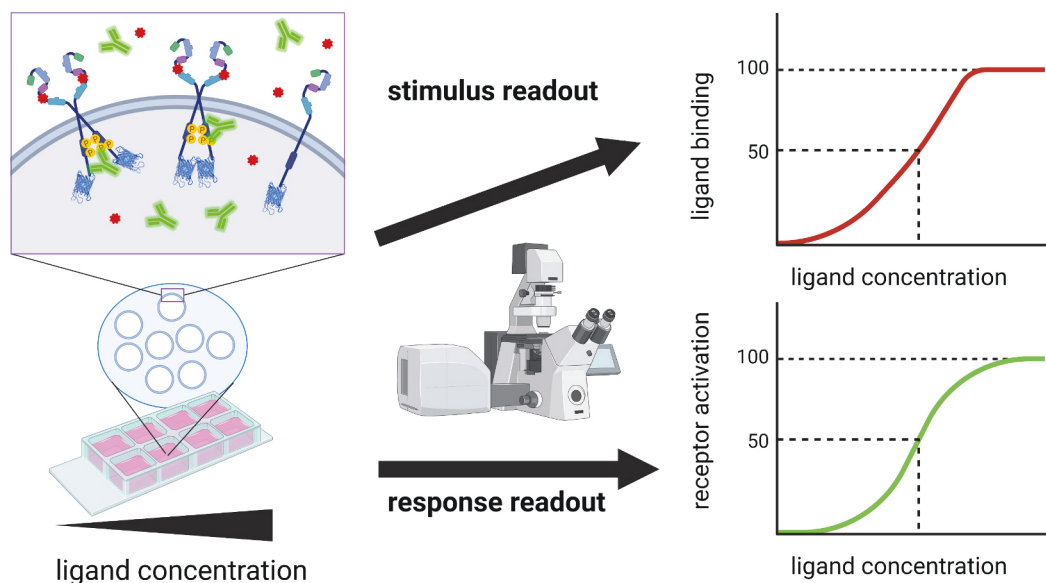 P P P P
P P P P
stimulus readout
100
50
ligand binding
ligand concentration
response readout
100
50
receptor activation
ligand concentration
ligand concentration